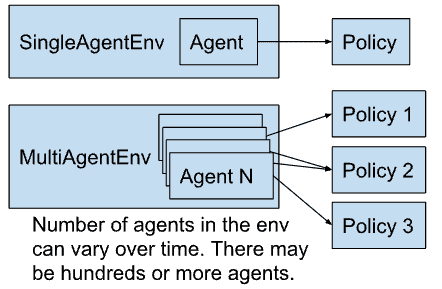 SingleAgentEnv
Agent
Policy
MultiAgentEnv
Agent N
Policy 1
Policy 2
Policy 3
Number of agents in the env
can vary over time. There may
be hundreds or more agents.